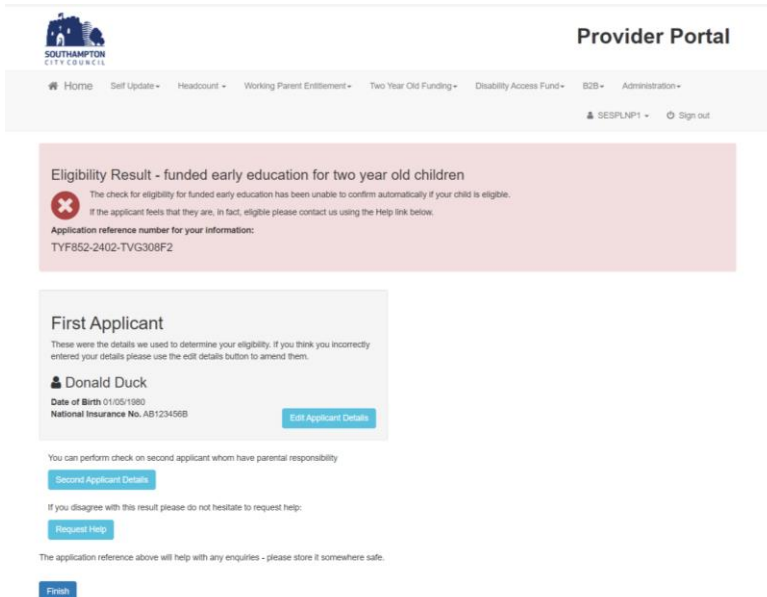 SOUTHAMPTON
CITY COUNCIL
Provider Portal
Home Self Update Headcount Working Parent Entitlement Two Year Old Funding Disability Access Fund B2B Administration
SESPLNP1 Sign out
Eligibility Result - funded early education for two year old children
The check for eligibility for funded early education has been unable to confirm automatically if your child is eligible.
If the applicant feels that they are, in fact, eligible please contact us using the Help link below.
Application reference number for your information:
TYF852-2402-TVG308F2
First Applicant
These were the details we used to determine your eligibility. If you think you incorrectly
entered your details please use the edit details button to amend them.
Donald Duck
Date of Birth 01/05/1980
National Insurance No. AB123456B
Edit Applicant Details
You can perform check on second applicant whom have parental responsibility
Second Applicant Details
If you disagree with this result please do not hesitate to request help:
Request Help
The application reference above will help with any enquiries - please store it somewhere safe.
Finish